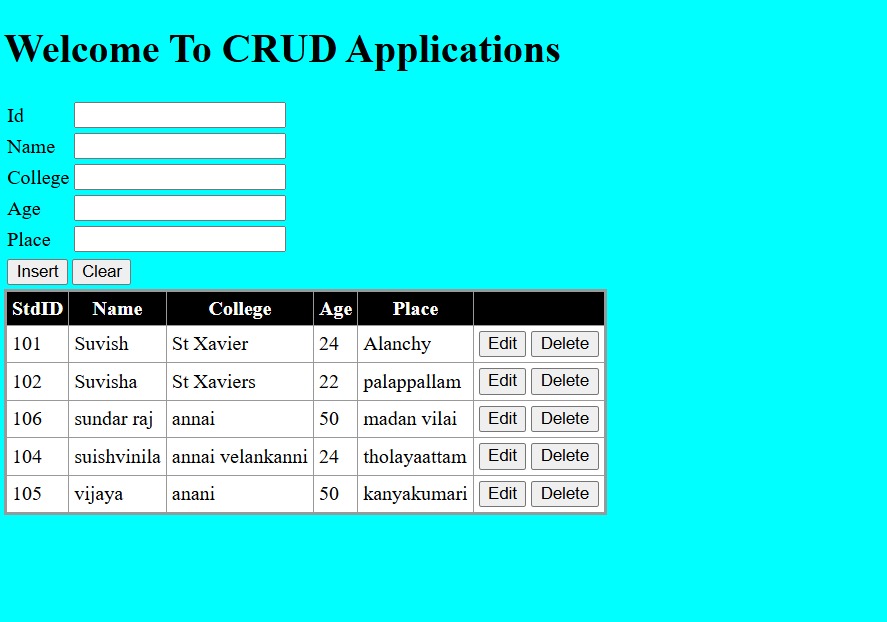 Welcome To CRUD Applications
Id
Name
College
Age
Place
Insert Clear
StdID Name College Age Place
101 Suvish St Xavier 24 Alanchy Edit Delete
102 Suvisha St Xaviers 22 palappallam Edit Delete
106 sundar raj annai 50 madan vilai Edit Delete
104 suishvinila annai velankanni 24 tholayaattam Edit Delete
105 vijaya anani 50 kanyakumari Edit Delete